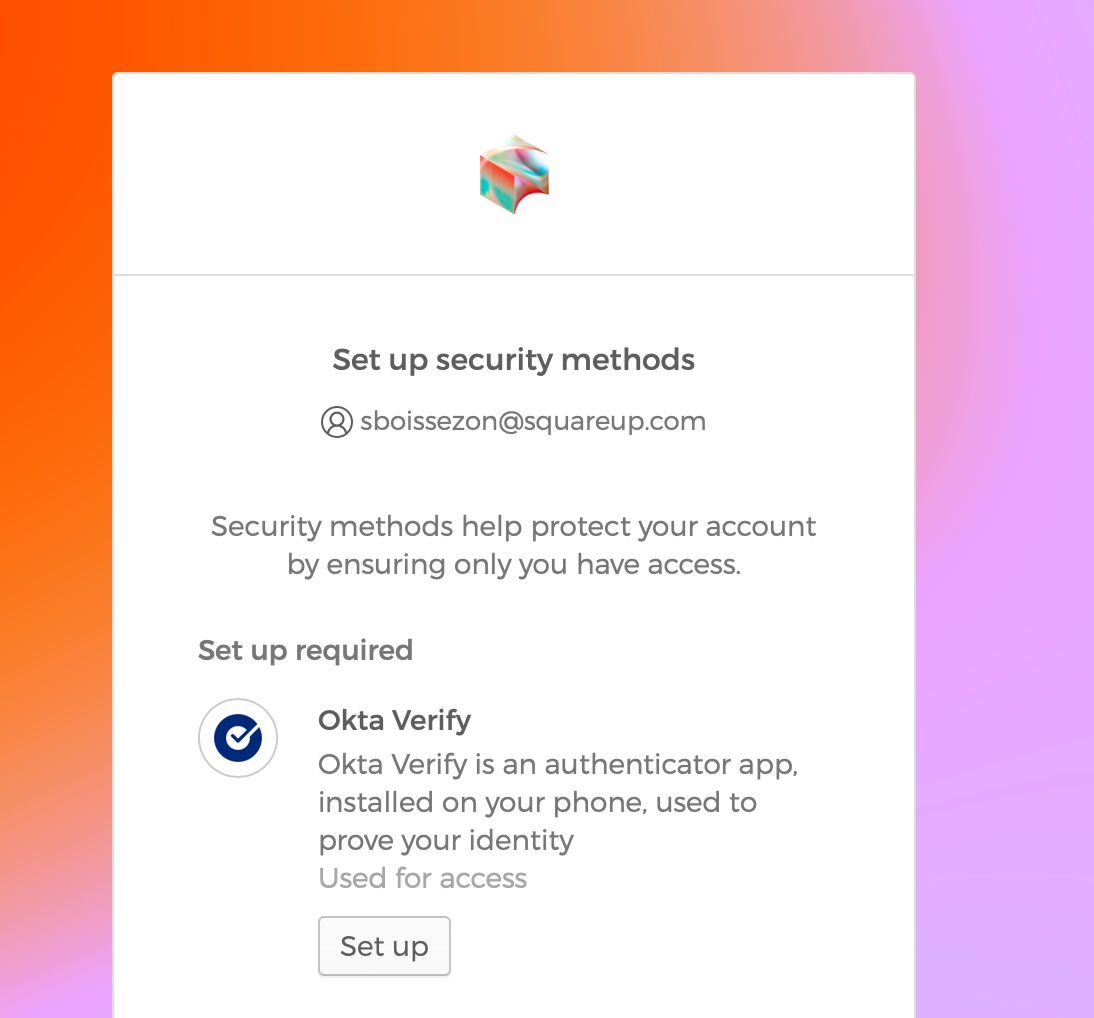 Set up security methods
sboissezon@squareup.com
Security methods help protect your account
by ensuring only you have access.
Set up required
Okta Verify
Okta Verify is an authenticator app,
installed on your phone, used to
prove your identity
Used for access
Set up